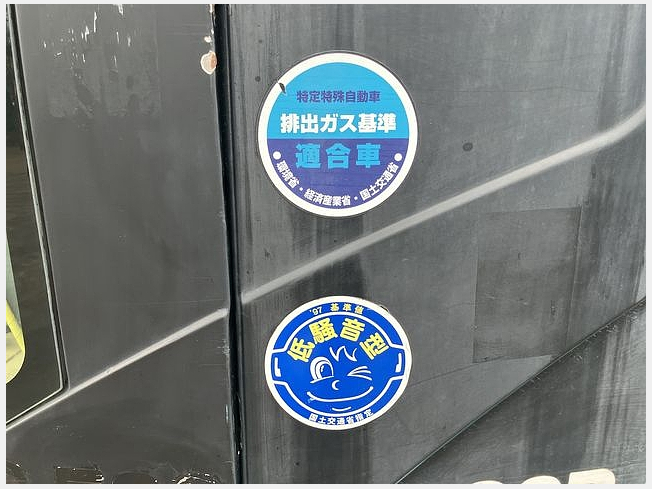 特定特殊自動車
排出ガス基準
適合車
環境省・経済産業省・国土交通省
'97 基準値
低騒音型
国土交通省指定